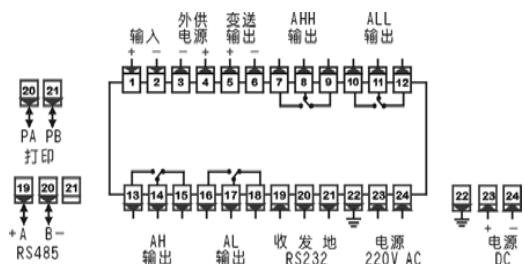 外供 变送 AHH ALL
输入 电源 输出 输出 输出
+ − − + + −
1 2 3 4 5 6 7 8 9 10 11 12
20 21
PA PB
打印
19 20 21
+A B−
RS485
13 14 15 16 17 18 19 20 21 22 23 24
AH AL 收 发 地 电源
输出 输出 RS232 220V AC
22 23 24
+ −
电源
DC